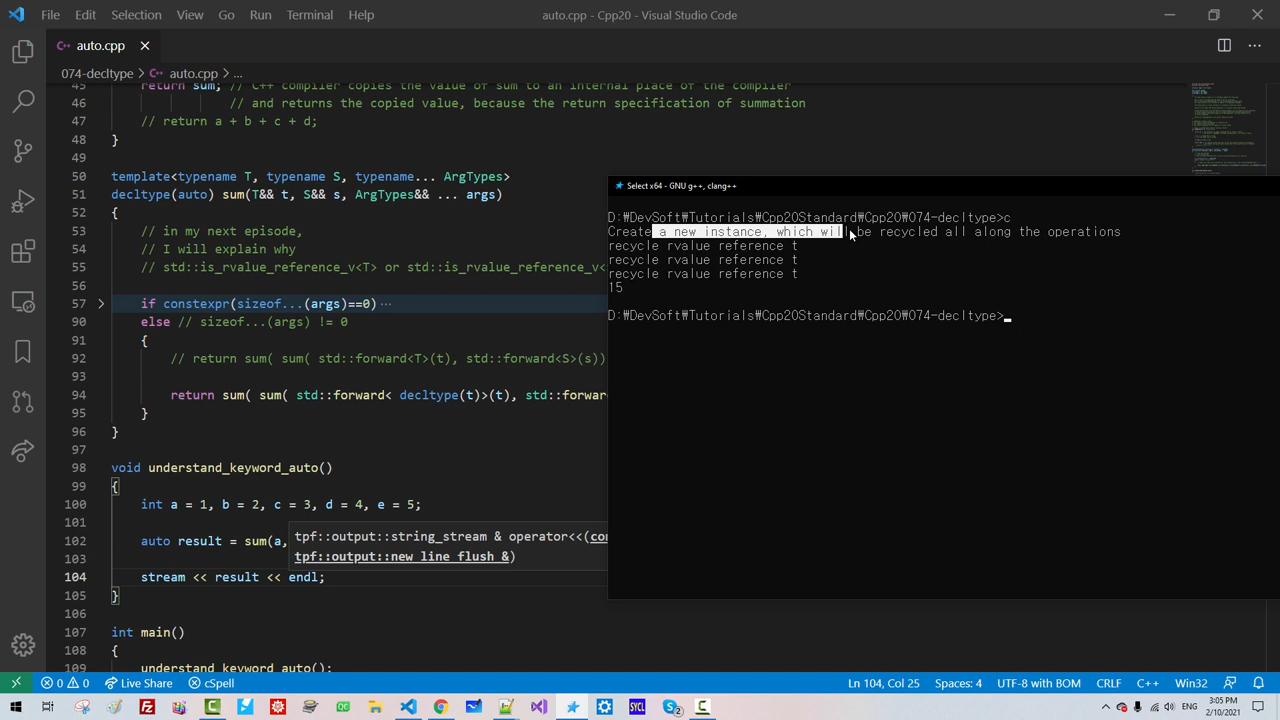 File Edit Selection View Go Run Terminal Help auto.cpp - Cpp20 - Visual Studio Code
auto.cpp
074-decltype > auto.cpp > ...
45 return sum; // C++ compiler copies the value of sum to an internal place of the compiler
46 // and returns the copied value, because the return specification of summation
47 // return a + b + c + d;
48 }
49
50 template<typename T, typename S, typename... ArgTypes>
51 decltype(auto) sum(T&& t, S&& s, ArgTypes&& ... args)
52 {
53 // in my next episode,
54 // I will explain why
55 // std::is_rvalue_reference_v<T> or std::is_rvalue_reference_v
56
57 if constexpr(sizeof...(args)==0) ...
90 else // sizeof...(args) != 0
91 {
92 // return sum( sum( std::forward<T>(t), std::forward<S>(s))
93
94 return sum( sum( std::forward< decltype(t)>(t), std::forwa
95 }
96 }
97
98 void understand_keyword_auto()
99 {
100 int a = 1, b = 2, c = 3, d = 4, e = 5;
101
102 auto result = sum(a,
tpf::output::string_stream & operator<<(co
tpf::output::new_line_flush &)
103
104 stream << result << endl;
105 }
106
107 int main()
108 {
109 understand_keyword_auto();
Select x64 - GNU g++, clang++
D:₩DevSoft₩Tutorials₩Cpp20Standard₩Cpp20₩074-decltype>c
Create a new instance, which will be recycled all along the operations
recycle rvalue reference t
recycle rvalue reference t
recycle rvalue reference t
15
D:₩DevSoft₩Tutorials₩Cpp20Standard₩Cpp20₩074-decltype>
0 0 Live Share cSpell Ln 104, Col 25 Spaces: 4 UTF-8 with BOM CRLF C++ Win32
QC SYCL ENG 3:05 PM
2/10/2021